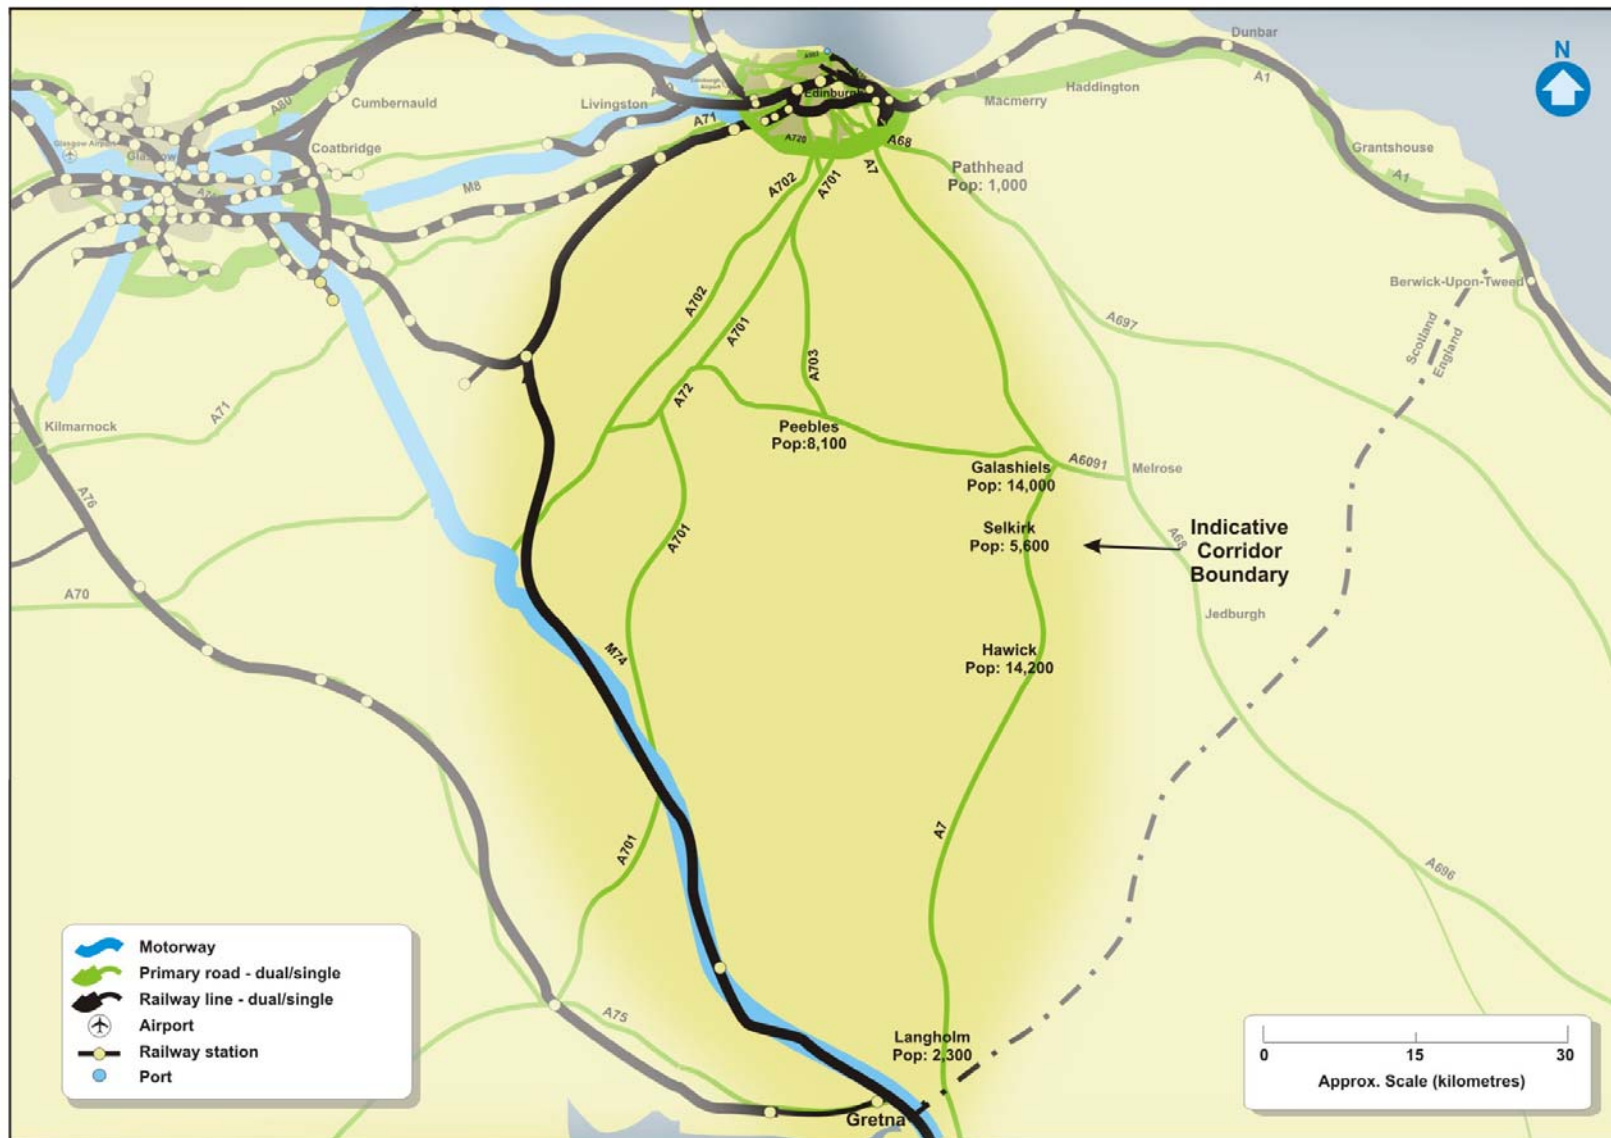 N
Dunbar
A1
Haddington
Macmerry
Cumbernauld
A80
Livingston
Edinburgh
A71
A720
A68
Glasgow Airport
Glasgow
Coatbridge
M8
Grantshouse
A1
Pathhead
Pop: 1,000
A702
A701
A7
Berwick-Upon-Tweed
A702
A701
A697
Scotland
England
A703
A72
A71
Kilmarnock
Peebles
Pop:8,100
Galashiels
Pop: 14,000
A6091
Melrose
A76
A701
Selkirk
Pop: 5,600
A68
Indicative
Corridor
Boundary
A70
Jedburgh
M74
Hawick
Pop: 14,200
A701
A7
A696
Motorway
Primary road - dual/single
Railway line - dual/single
Airport
Railway station
Port
A75
Langholm
Pop: 2,300
Gretna
0 15 30
Approx. Scale (kilometres)